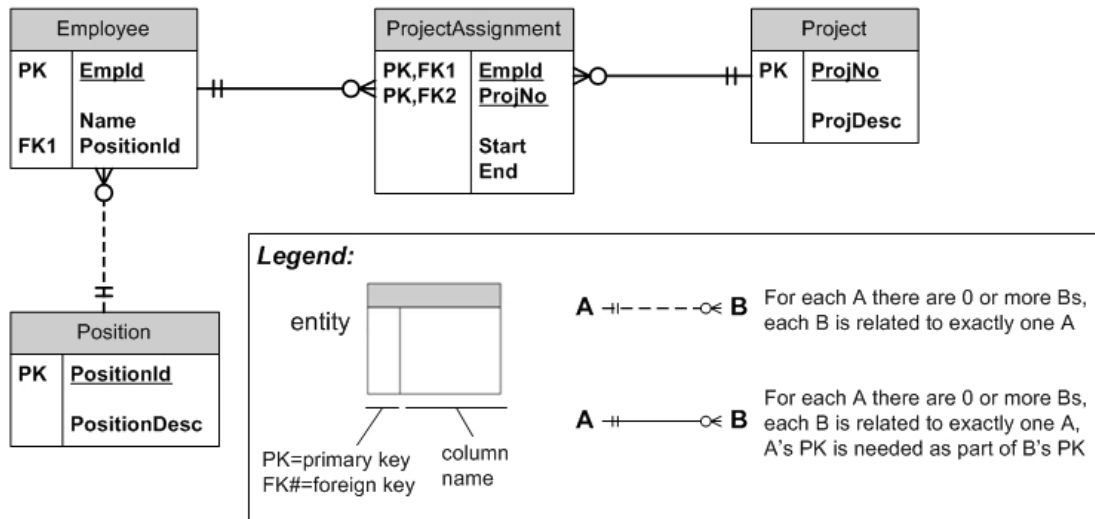 Employee
PK EmpId
Name
FK1 PositionId
ProjectAssignment
PK,FK1 EmpId
PK,FK2 ProjNo
Start
End
Project
PK ProjNo
ProjDesc
Position
PK PositionId
PositionDesc
Legend:
entity
PK=primary key
FK#=foreign key
column
name
A B
For each A there are 0 or more Bs,
each B is related to exactly one A
A B
For each A there are 0 or more Bs,
each B is related to exactly one A,
A's PK is needed as part of B's PK